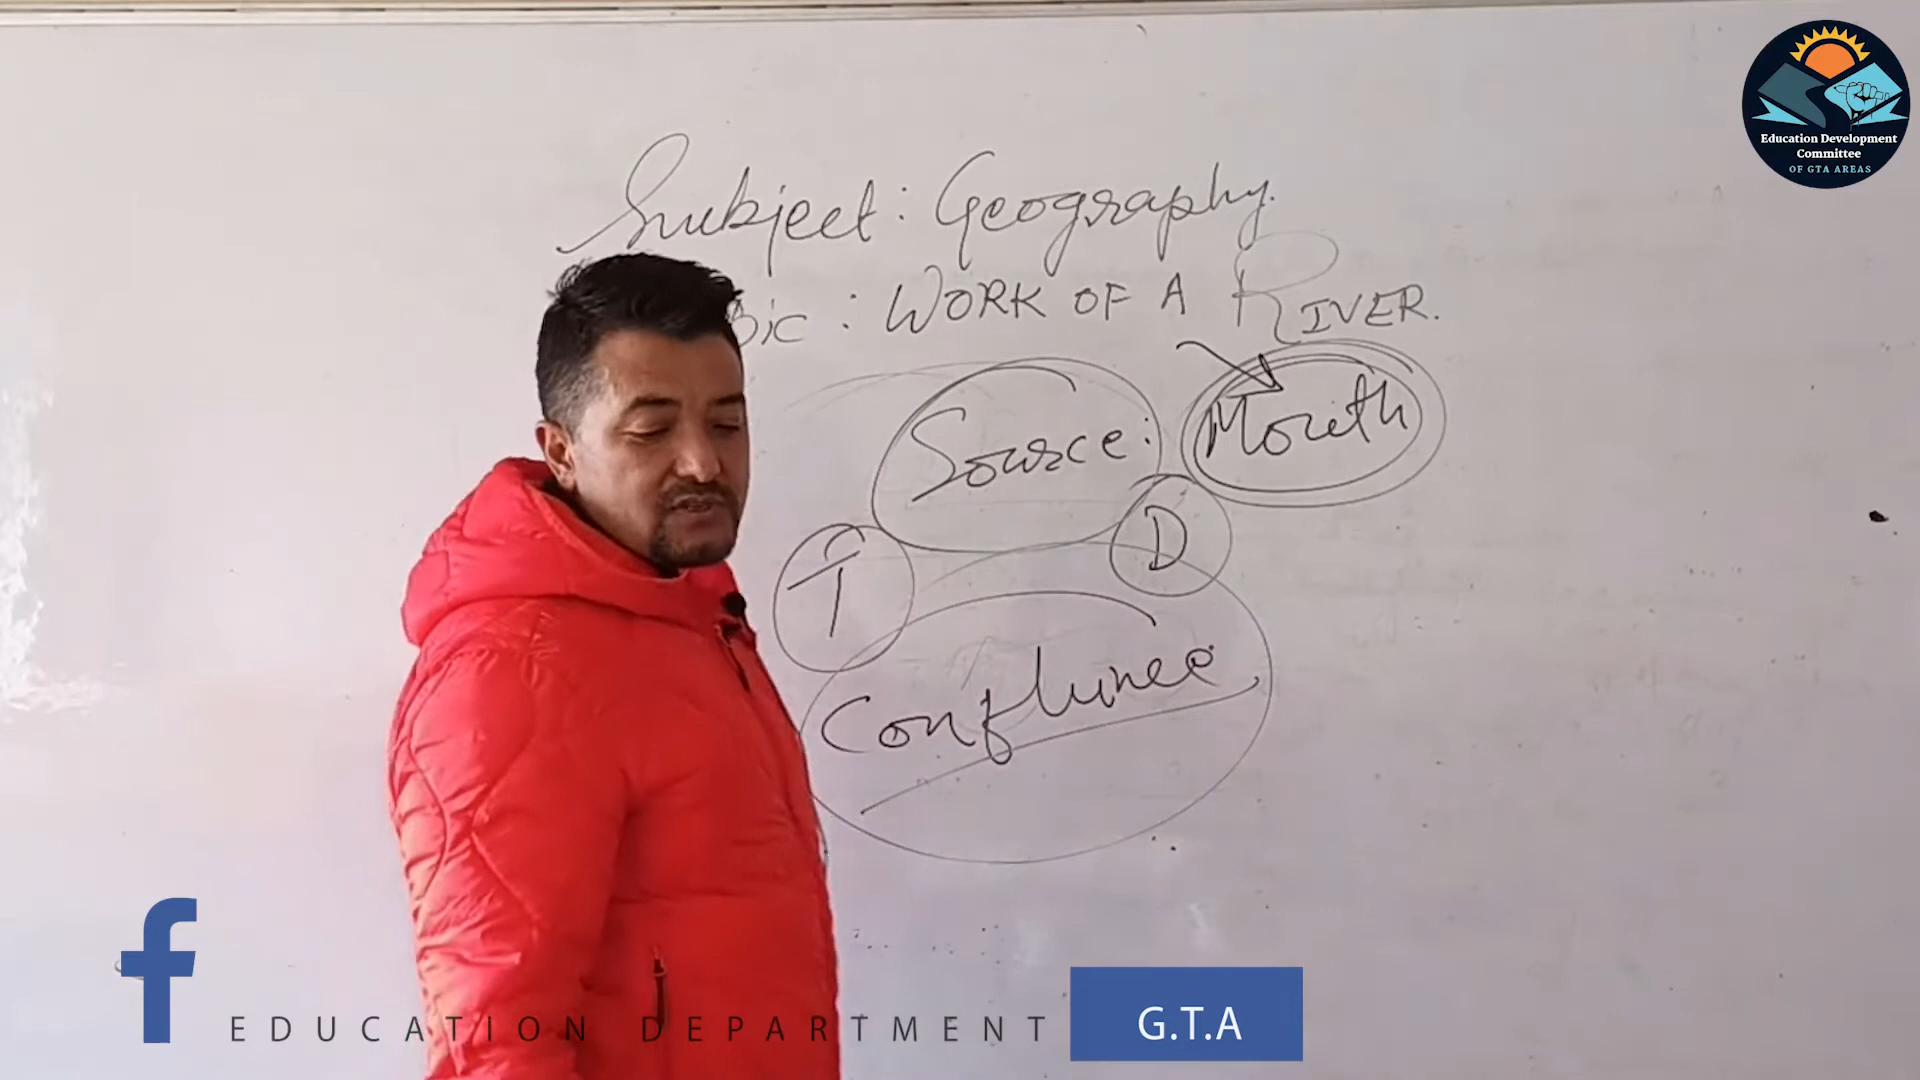 Subject: Geography.
: WORK OF A RIVER.
Source: Mouth
T D
Confluence
Education Development
Committee
OF GTA AREAS
f
EDUCATION DEPARTMENT G.T.A